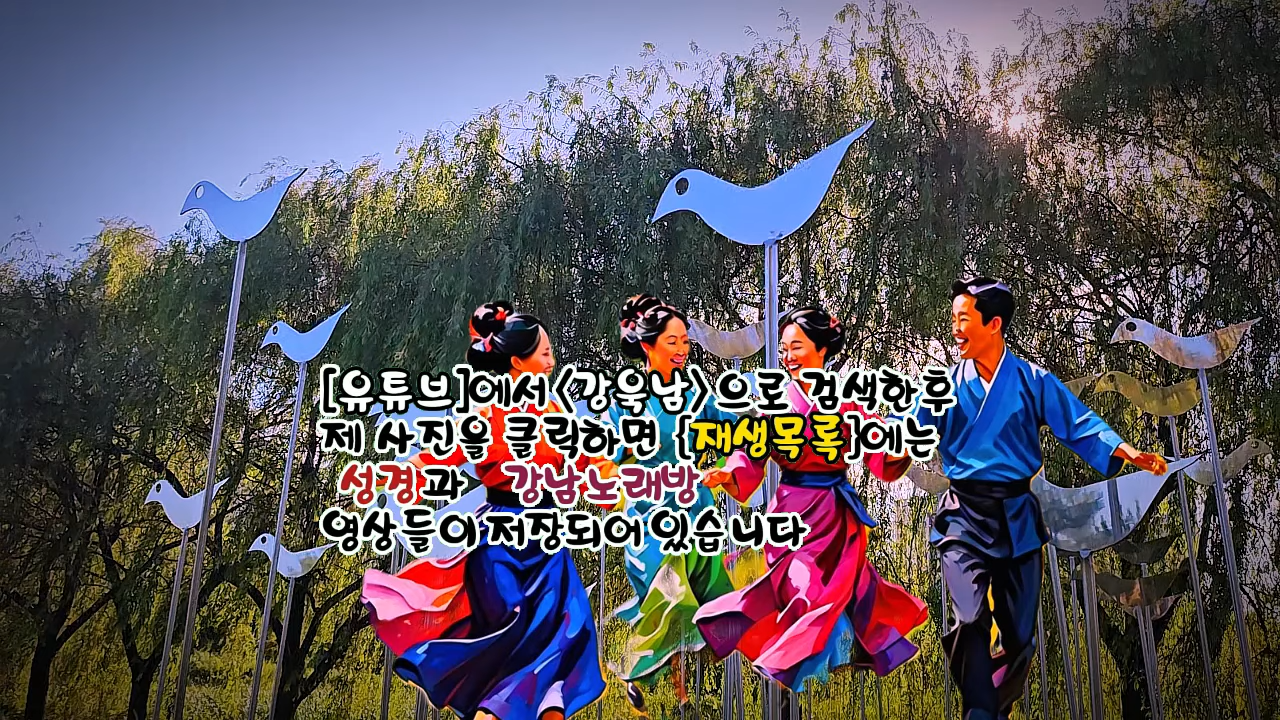 [유튜브]에서<강욱남>으로 검색한후
제 사진을 클릭하면 {재생목록]에는
성경과 강남노래방
영상들이저장되어있습니다